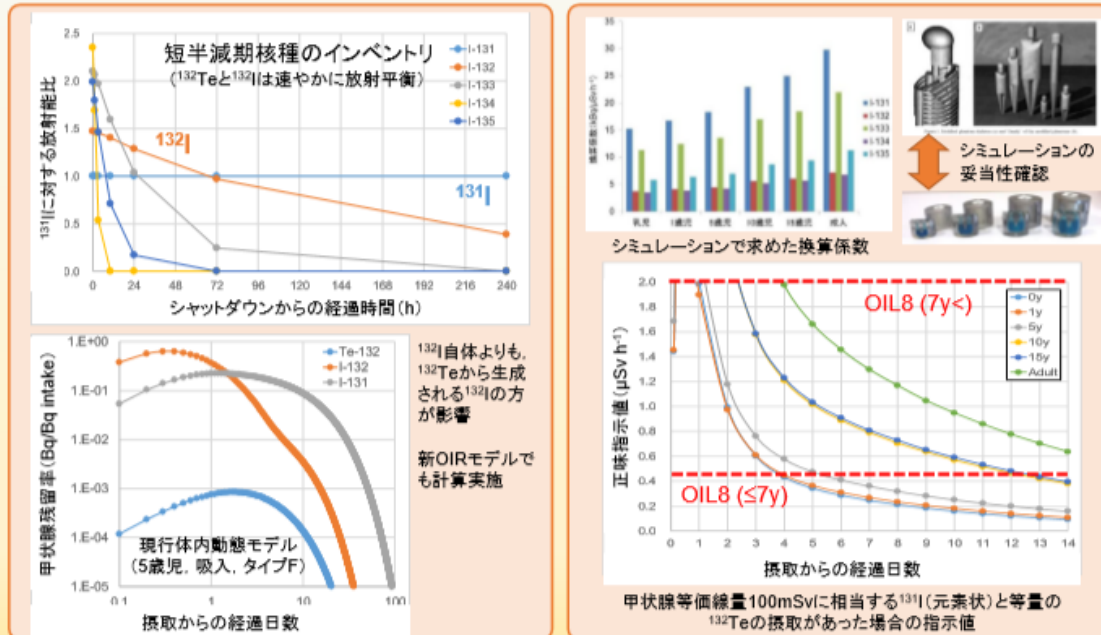 短半減期核種のインベントリ
(¹³²Teと¹³²Iは速やかに放射平衡)
I-131
I-132
I-133
I-134
I-135
¹³²I
¹³¹I
2.5
2.0
1.5
1.0
0.5
0.0
¹³¹Iに対する放射能比
0 24 48 72 96 120 144 168 192 216 240
シャットダウンからの経過時間(h)
1.E+00
1.E-01
1.E-02
1.E-03
1.E-04
1.E-05
甲状腺残留率(Bq/Bq intake)
Te-132
I-132
I-131
現行体内動態モデル
(5歳児, 吸入, タイプF)
0.1 1 10 100
摂取からの経過日数
¹³²I自体よりも,
¹³²Teから生成
される¹³²Iの方
が影響
新OIRモデルで
も計算実施
35
30
25
20
15
10
5
0
I-131
I-132
I-133
I-134
I-135
乳児 1歳児 5歳児 10歳児 15歳児 成人
シミュレーションで求めた換算係数
シミュレーションの
妥当性確認
2.0
1.8
1.6
1.4
1.2
1.0
0.8
0.6
0.4
0.2
0.0
正味指示値(μSv h⁻¹)
OIL8 (7y<)
0y
1y
5y
10y
15y
Adult
OIL8 (≤7y)
0 1 2 3 4 5 6 7 8 9 10 11 12 13 14
摂取からの経過日数
甲状腺等価線量100mSvに相当する¹³¹I(元素状)と等量の
¹³²Teの摂取があった場合の指示値